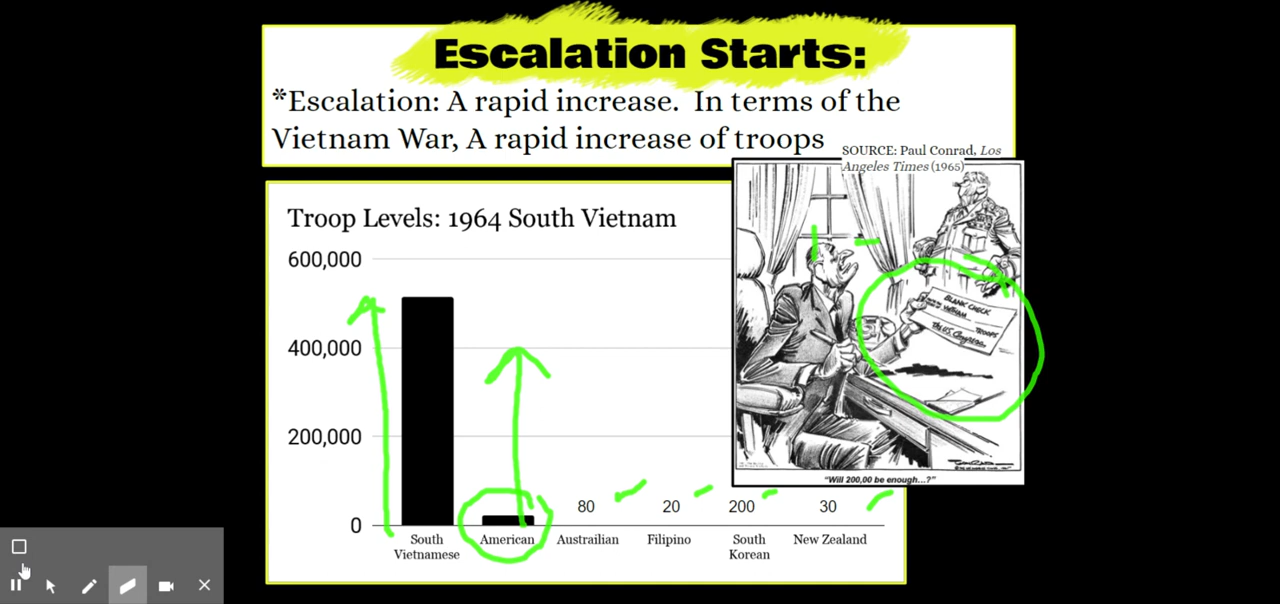 Escalation Starts:
*Escalation: A rapid increase. In terms of the
Vietnam War, A rapid increase of troops
SOURCE: Paul Conrad, Los
Angeles Times (1965)
Troop Levels: 1964 South Vietnam
600,000
400,000
200,000
0
80
20
200
30
South
Vietnamese
American
Austrailian
Filipino
South
Korean
New Zealand
BLANK CHECK
VIETNAM
TROOPS
The U.S. Congress
"Will 200,00 be enough...?"